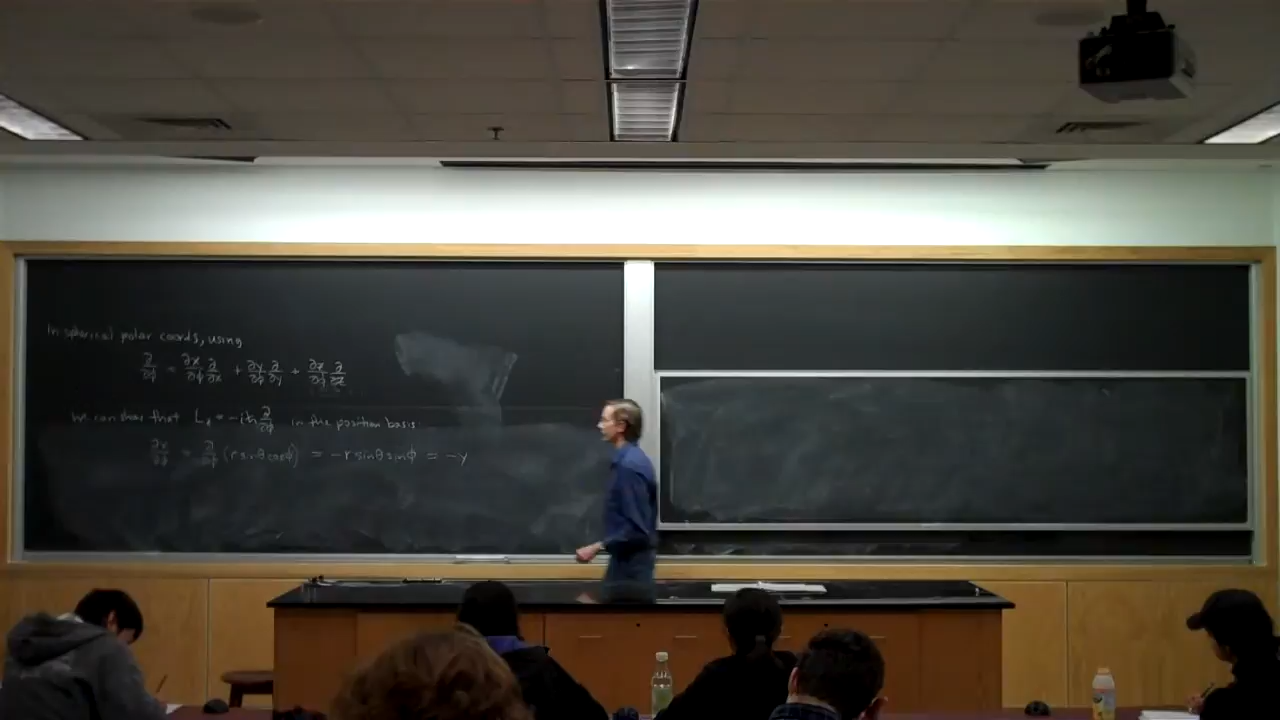 In spherical polar coords, using
∂/∂φ = ∂x/∂φ ∂/∂x + ∂y/∂φ ∂/∂y + ∂z/∂φ ∂/∂z
We can show that L_z = -iħ ∂/∂φ in the position basis:
∂x/∂φ = ∂/∂φ (r sinθ cosφ) = -r sinθ sinφ = -y